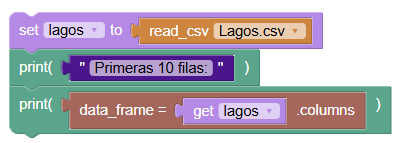 set lagos to read_csv Lagos.csv
print( " Primeras 10 filas: " )
print( data_frame = get lagos .columns )